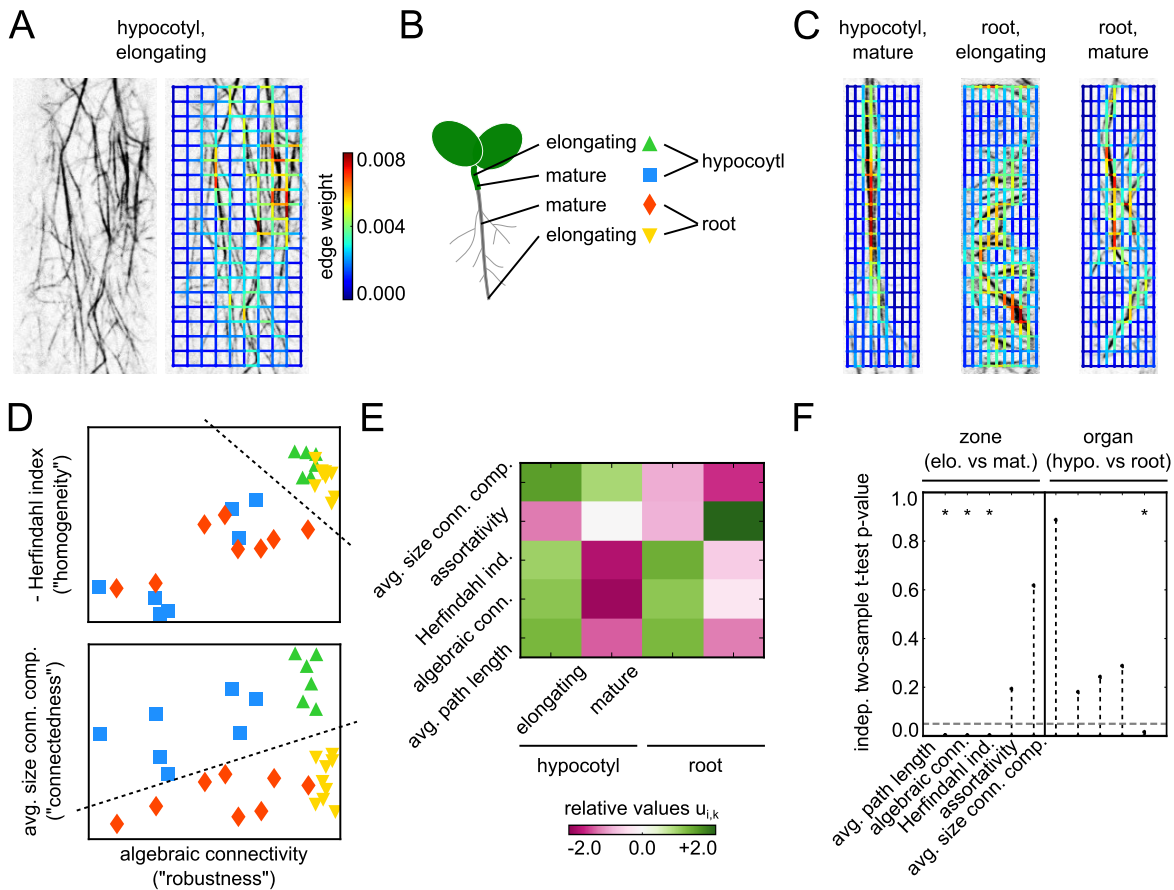 A
hypocotyl,
elongating
0.008
0.004
0.000
edge weight
B
elongating
mature
mature
elongating
hypocoytl
root
C
hypocotyl,
mature
root,
elongating
root,
mature
D
- Herfindahl index
("homogeneity")
avg. size conn. comp.
("connectedness")
algebraic connectivity
("robustness")
E
avg. size conn. comp.
assortativity
Herfindahl ind.
algebraic conn.
avg. path length
elongating
mature
hypocotyl
root
relative values u i,k
-2.0 0.0 +2.0
F
zone
(elo. vs mat.)
organ
(hypo. vs root)
indep. two-sample t-test p-value
1.0
0.8
0.6
0.4
0.2
0.0
* * * *
avg. path length
algebraic conn.
Herfindahl ind.
assortativity
avg. size conn. comp.